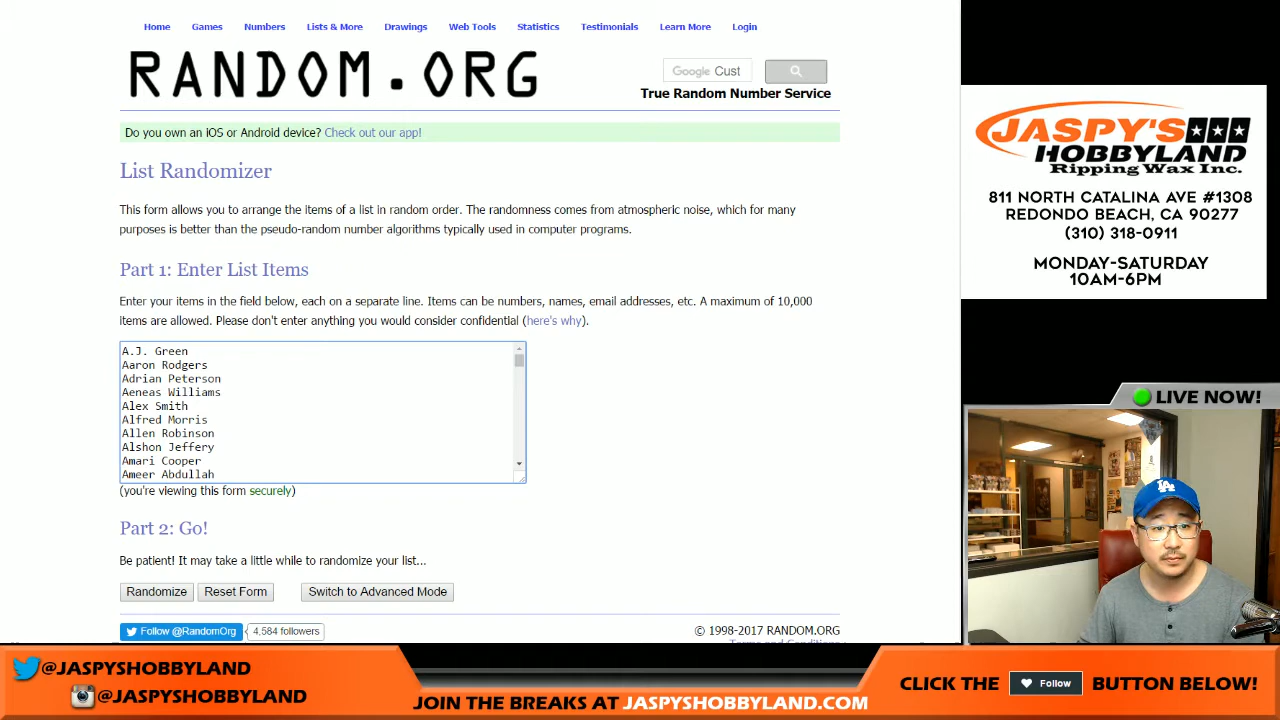 Home Games Numbers Lists & More Drawings Web Tools Statistics Testimonials Learn More Login
RANDOM.ORG
Google Cust
True Random Number Service
Do you own an iOS or Android device? Check out our app!
List Randomizer
This form allows you to arrange the items of a list in random order. The randomness comes from atmospheric noise, which for many
purposes is better than the pseudo-random number algorithms typically used in computer programs.
Part 1: Enter List Items
Enter your items in the field below, each on a separate line. Items can be numbers, names, email addresses, etc. A maximum of 10,000
items are allowed. Please don't enter anything you would consider confidential (here's why).
A.J. Green
Aaron Rodgers
Adrian Peterson
Aeneas Williams
Alex Smith
Alfred Morris
Allen Robinson
Alshon Jeffery
Amari Cooper
Ameer Abdullah
(you're viewing this form securely)
Part 2: Go!
Be patient! It may take a little while to randomize your list...
Randomize Reset Form Switch to Advanced Mode
Follow @RandomOrg 4,584 followers
© 1998-2017 RANDOM.ORG
Terms and Conditions
JASPY'S
HOBBYLAND
Ripping Wax Inc.
811 NORTH CATALINA AVE #1308
REDONDO BEACH, CA 90277
(310) 318-0911
MONDAY-SATURDAY
10AM-6PM
LIVE NOW!
LA
@JASPYSHOBBYLAND
@JASPYSHOBBYLAND
JOIN THE BREAKS AT JASPYSHOBBYLAND.COM
CLICK THE Follow BUTTON BELOW!